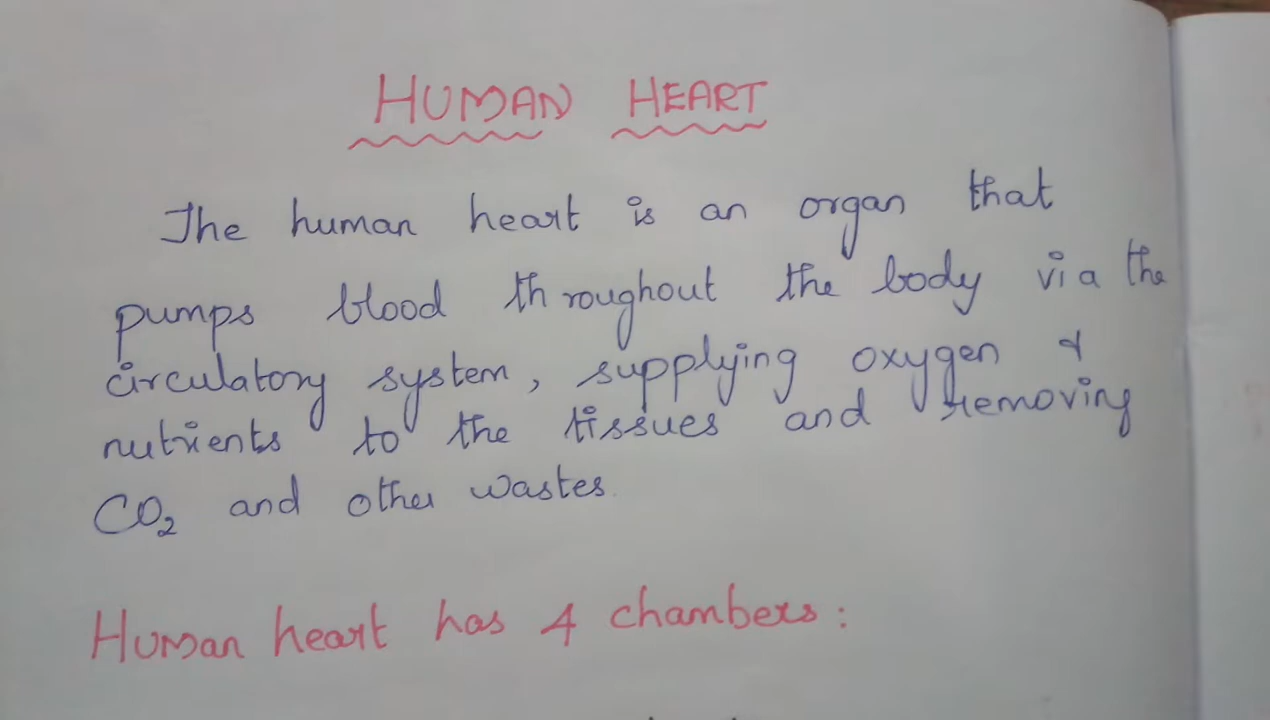 HUMAN HEART
The human heart is an organ that
pumps blood throughout the body via the
circulatory system, supplying oxygen &
nutrients to the tissues and removing
CO₂ and other wastes.
Human heart has 4 chambers: